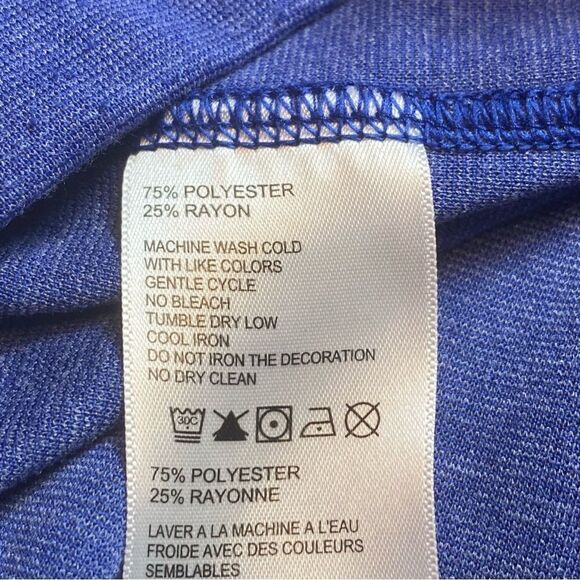 75% POLYESTER
25% RAYON
MACHINE WASH COLD
WITH LIKE COLORS
GENTLE CYCLE
NO BLEACH
TUMBLE DRY LOW
COOL IRON
DO NOT IRON THE DECORATION
NO DRY CLEAN
30C
75% POLYESTER
25% RAYONNE
LAVER A LA MACHINE A L'EAU
FROIDE AVEC DES COULEURS
SEMBLABLES